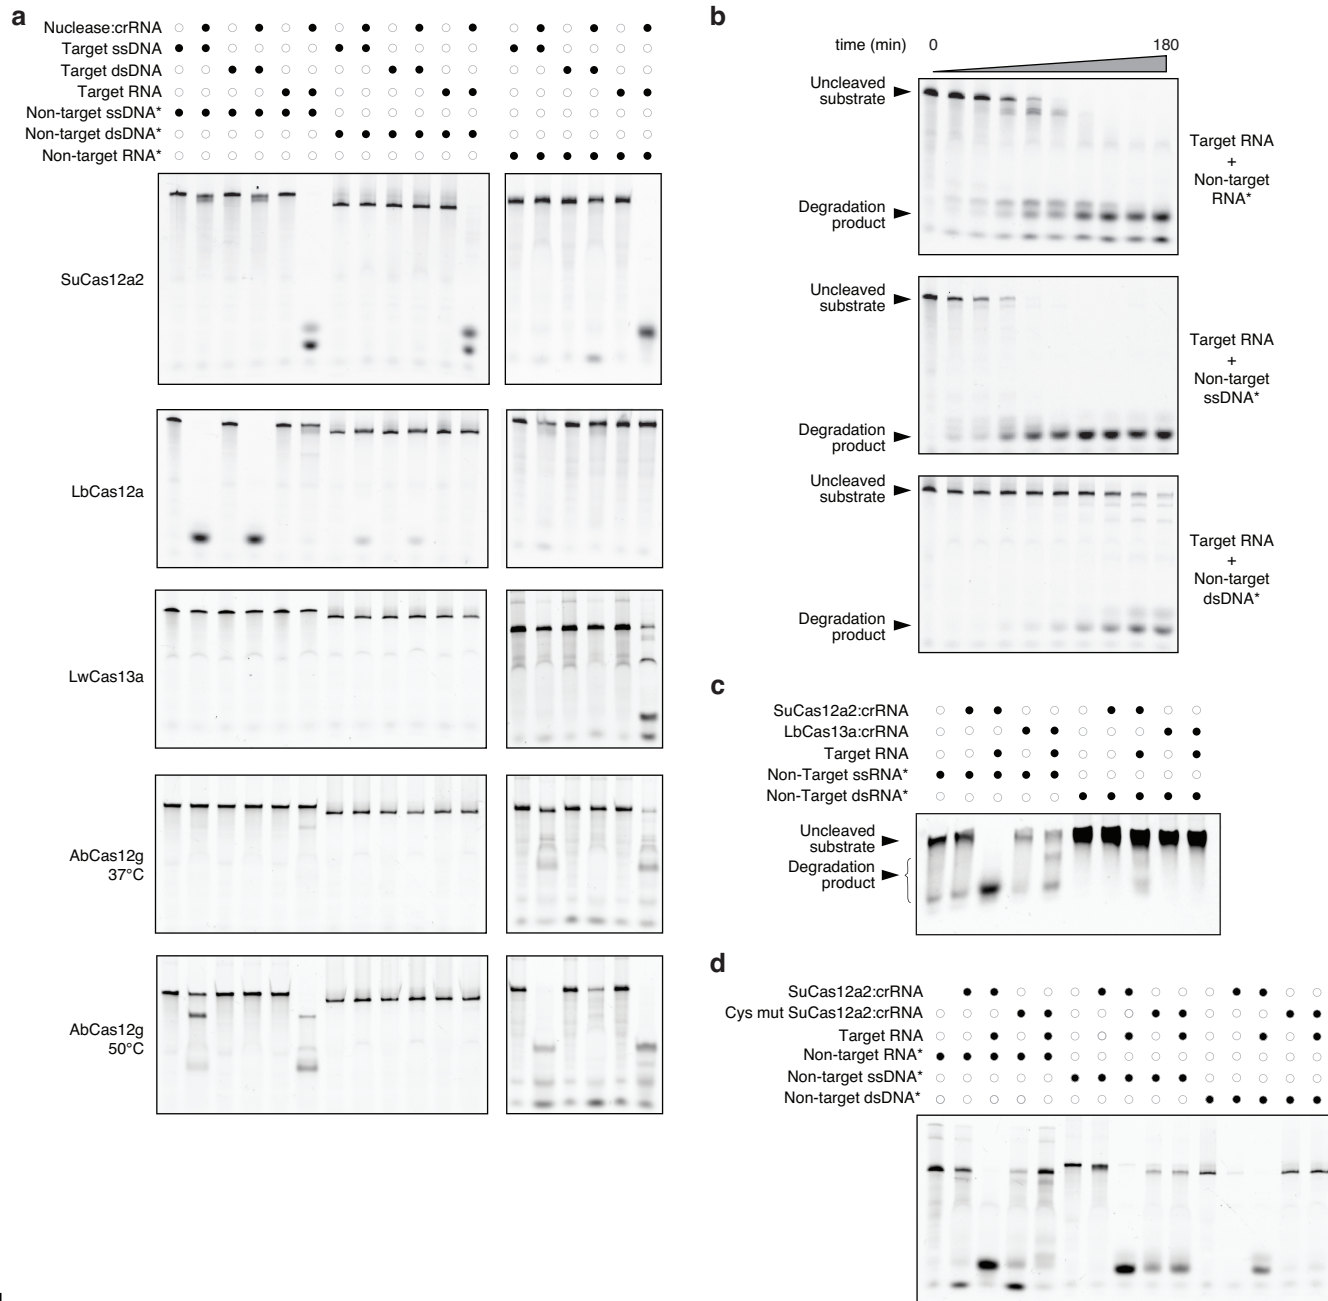 a
Nuclease:crRNA
Target ssDNA
Target dsDNA
Target RNA
Non-target ssDNA*
Non-target dsDNA*
Non-target RNA*
SuCas12a2
LbCas12a
LwCas13a
AbCas12g
37°C
AbCas12g
50°C
b
time (min) 0 180
Uncleaved
substrate
Degradation
product
Target RNA
+
Non-target
RNA*
Uncleaved
substrate
Degradation
product
Target RNA
+
Non-target
ssDNA*
Uncleaved
substrate
Degradation
product
Target RNA
+
Non-target
dsDNA*
c
SuCas12a2:crRNA
LbCas13a:crRNA
Target RNA
Non-Target ssRNA*
Non-Target dsRNA*
Uncleaved
substrate
Degradation
product
d
SuCas12a2:crRNA
Cys mut SuCas12a2:crRNA
Target RNA
Non-target RNA*
Non-target ssDNA*
Non-target dsDNA*